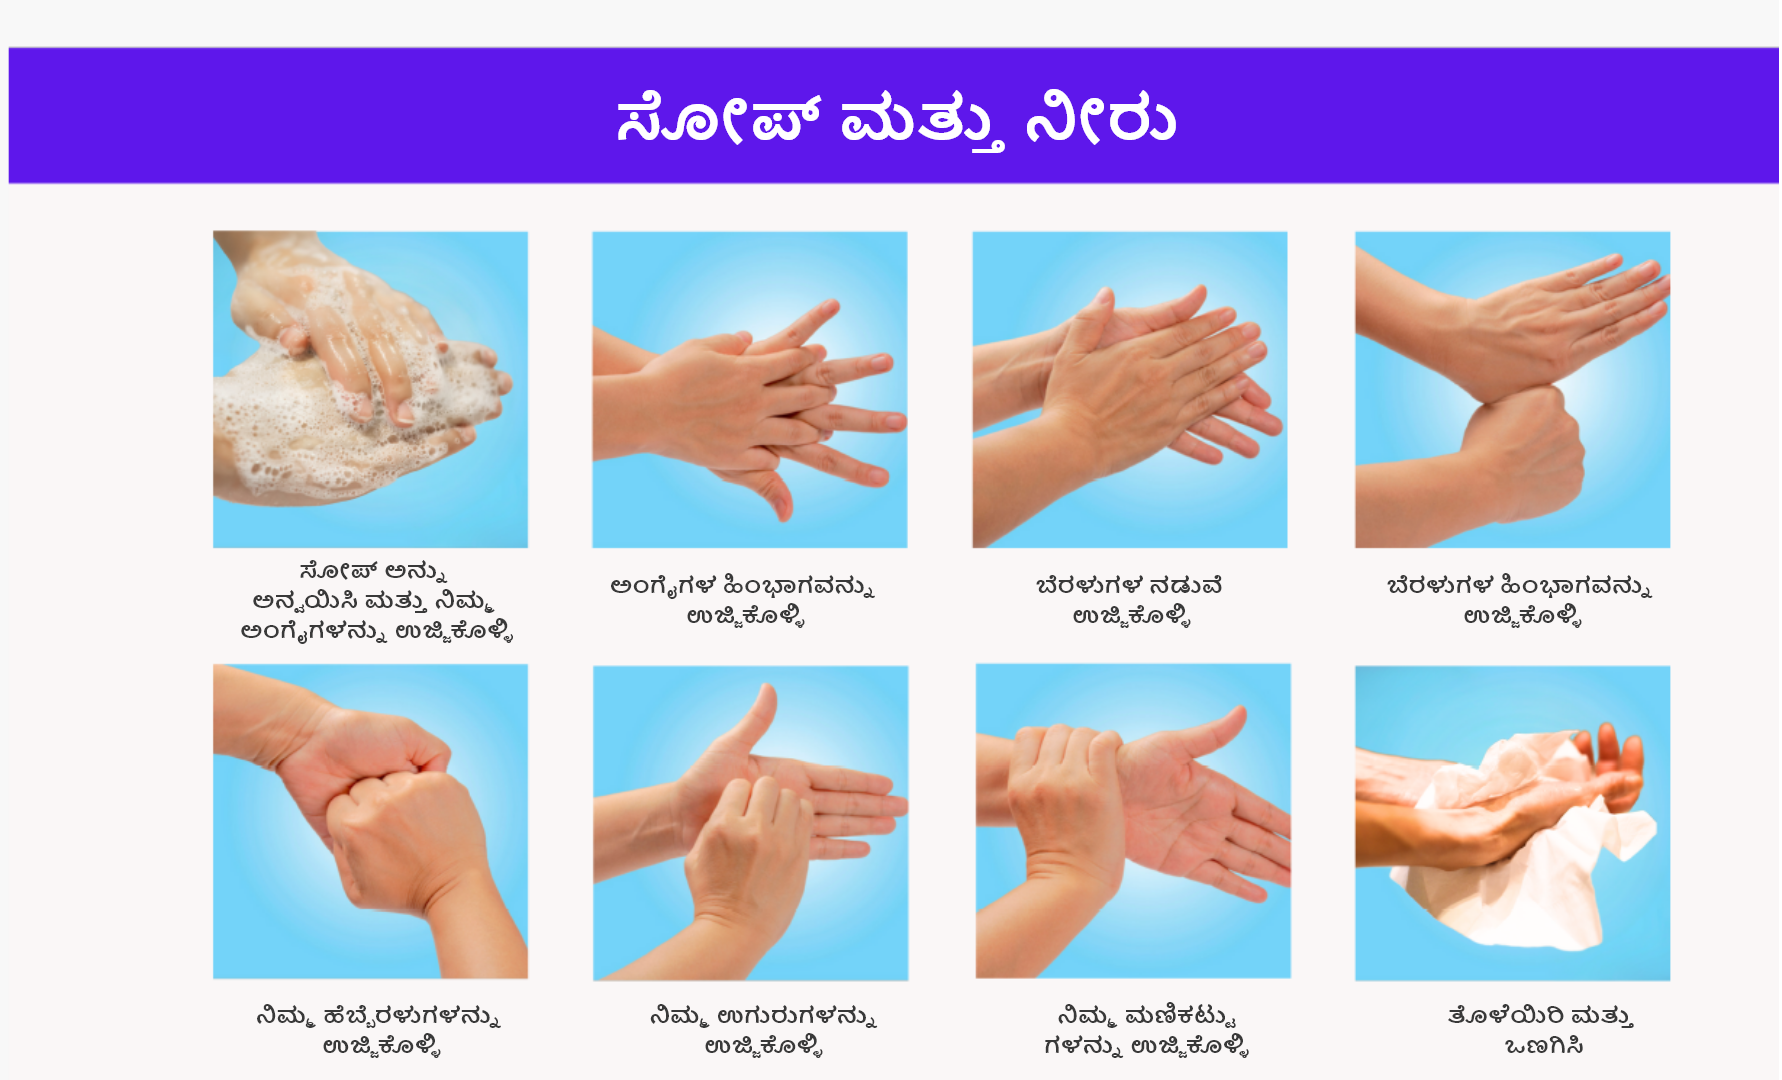 ಸೋಪ್ ಮತ್ತು ನೀರು
ಸೋಪ್ ಅನ್ನು
ಅನ್ವಯಿಸಿ ಮತ್ತು ನಿಮ್ಮ
ಅಂಗೈಗಳನ್ನು ಉಜ್ಜಿಕೊಳ್ಳಿ
ಅಂಗೈಗಳ ಹಿಂಭಾಗವನ್ನು
ಉಜ್ಜಿಕೊಳ್ಳಿ
ಬೆರಳುಗಳ ನಡುವೆ
ಉಜ್ಜಿಕೊಳ್ಳಿ
ಬೆರಳುಗಳ ಹಿಂಭಾಗವನ್ನು
ಉಜ್ಜಿಕೊಳ್ಳಿ
ನಿಮ್ಮ ಹೆಬ್ಬೆರಳುಗಳನ್ನು
ಉಜ್ಜಿಕೊಳ್ಳಿ
ನಿಮ್ಮ ಉಗುರುಗಳನ್ನು
ಉಜ್ಜಿಕೊಳ್ಳಿ
ನಿಮ್ಮ ಮಣಿಕಟ್ಟು
ಗಳನ್ನು ಉಜ್ಜಿಕೊಳ್ಳಿ
ತೊಳೆಯಿರಿ ಮತ್ತು
ಒಣಗಿಸಿ